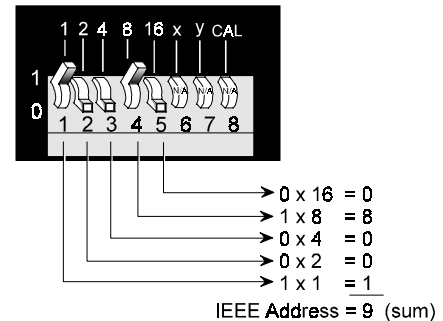 1 2 4 8 16 x y CAL
1
0
N/A N/A N/A
1 2 3 4 5 6 7 8
0 x 16 = 0
1 x 8 = 8
0 x 4 = 0
0 x 2 = 0
1 x 1 = 1
IEEE Address = 9 (sum)